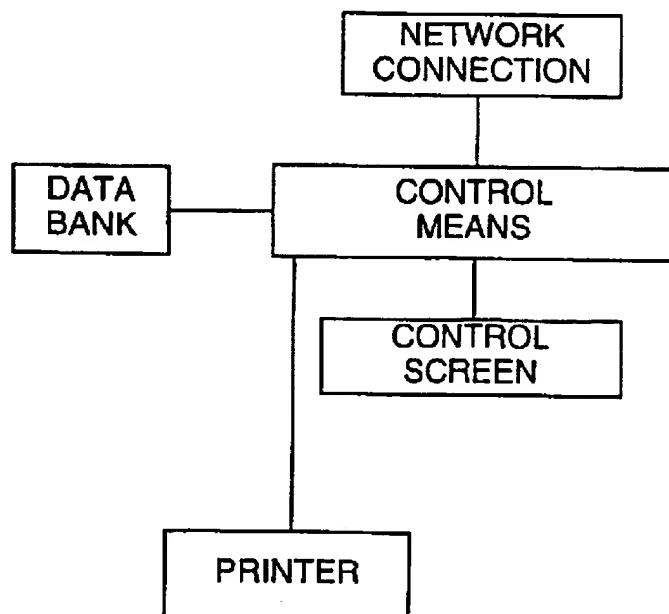 NETWORK
CONNECTION
DATA
BANK
CONTROL
MEANS
CONTROL
SCREEN
PRINTER